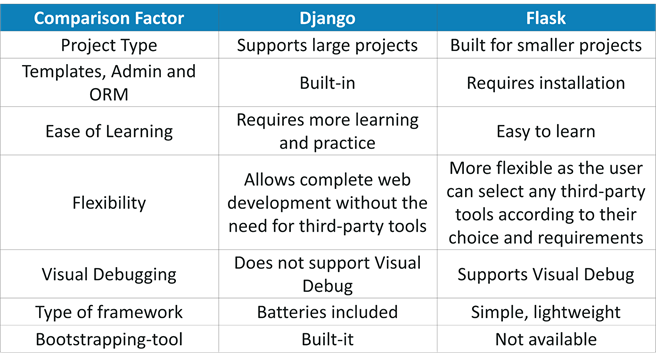 Comparison Factor Django Flask
Project Type Supports large projects Built for smaller projects
Templates, Admin and
ORM
Built-in
Requires installation
Ease of Learning
Requires more learning
and practice
Easy to learn
Flexibility
Allows complete web
development without the
need for third-party tools
More flexible as the user
can select any third-party
tools according to their
choice and requirements
Visual Debugging
Does not support Visual
Debug
Supports Visual Debug
Type of framework Batteries included Simple, lightweight
Bootstrapping-tool Built-it Not available